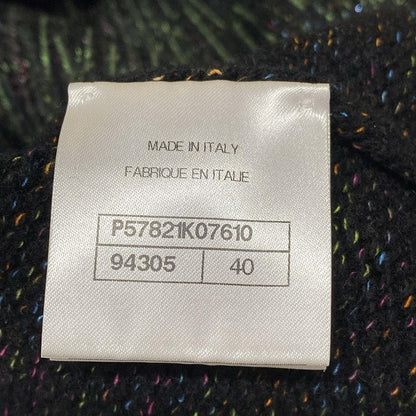 MADE IN ITALY
FABRIQUE EN ITALIE
P57821K07610
94305 40